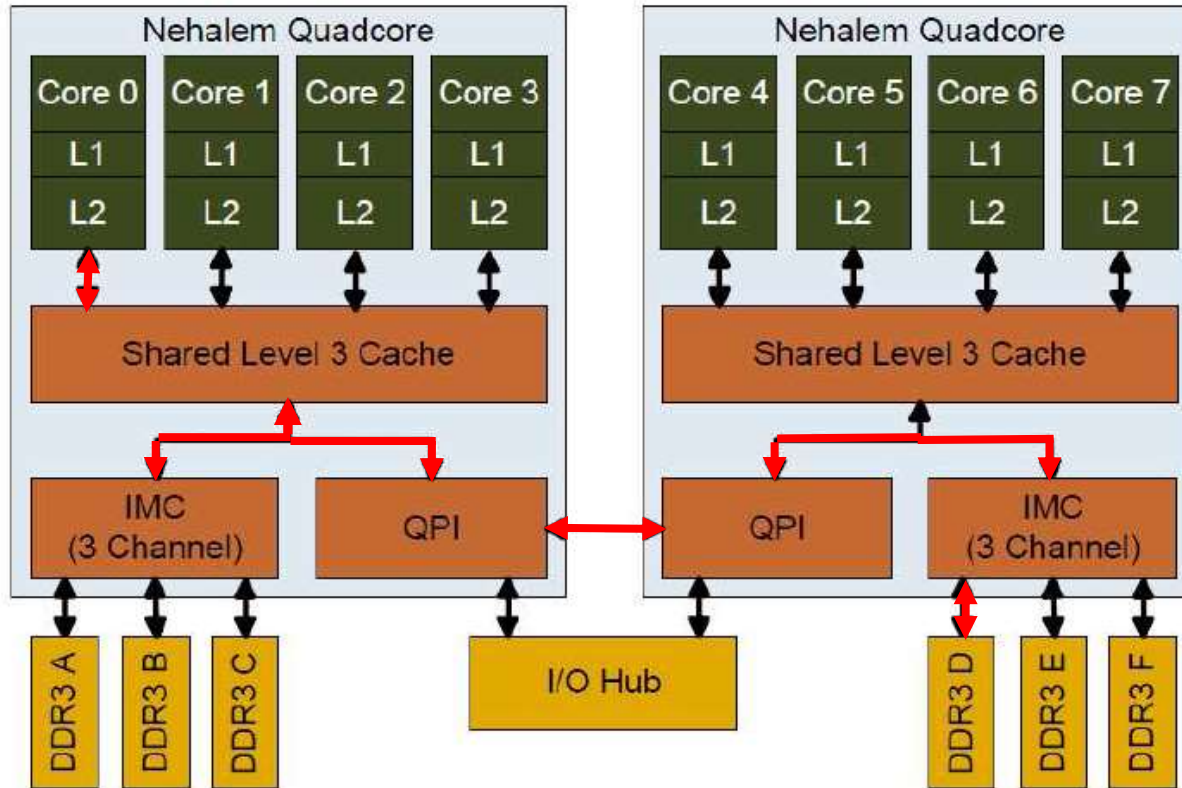 Nehalem Quadcore
Core 0
L1
L2
Core 1
L1
L2
Core 2
L1
L2
Core 3
L1
L2
Shared Level 3 Cache
IMC
(3 Channel)
QPI
DDR3 A
DDR3 B
DDR3 C
Nehalem Quadcore
Core 4
L1
L2
Core 5
L1
L2
Core 6
L1
L2
Core 7
L1
L2
Shared Level 3 Cache
QPI
IMC
(3 Channel)
I/O Hub
DDR3 D
DDR3 E
DDR3 F